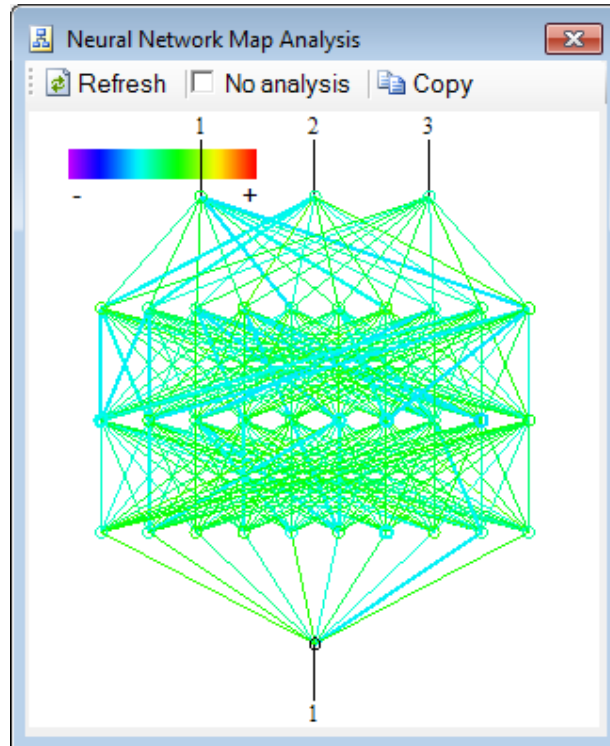 Neural Network Map Analysis
Refresh No analysis Copy
1 2 3
- +
1